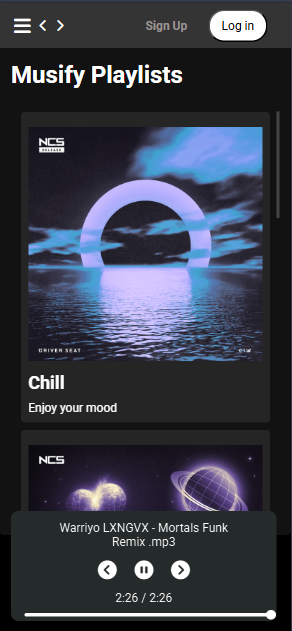 Sign Up
Log in
Musify Playlists
NCS
RELEASE
DRIVER SEAT
Chill
Enjoy your mood
NCS
Warriyo LXNGVX - Mortals Funk
Remix .mp3
2:26 / 2:26